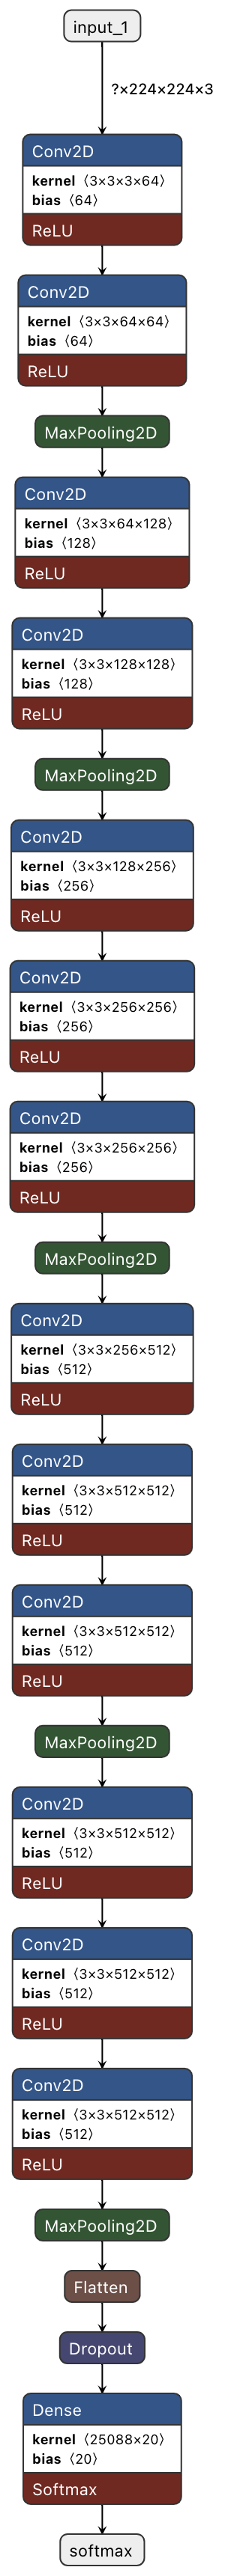 input_1
?×224×224×3
Conv2D
kernel ⟨3×3×3×64⟩
bias ⟨64⟩
ReLU
Conv2D
kernel ⟨3×3×64×64⟩
bias ⟨64⟩
ReLU
MaxPooling2D
Conv2D
kernel ⟨3×3×64×128⟩
bias ⟨128⟩
ReLU
Conv2D
kernel ⟨3×3×128×128⟩
bias ⟨128⟩
ReLU
MaxPooling2D
Conv2D
kernel ⟨3×3×128×256⟩
bias ⟨256⟩
ReLU
Conv2D
kernel ⟨3×3×256×256⟩
bias ⟨256⟩
ReLU
Conv2D
kernel ⟨3×3×256×256⟩
bias ⟨256⟩
ReLU
MaxPooling2D
Conv2D
kernel ⟨3×3×256×512⟩
bias ⟨512⟩
ReLU
Conv2D
kernel ⟨3×3×512×512⟩
bias ⟨512⟩
ReLU
Conv2D
kernel ⟨3×3×512×512⟩
bias ⟨512⟩
ReLU
MaxPooling2D
Conv2D
kernel ⟨3×3×512×512⟩
bias ⟨512⟩
ReLU
Conv2D
kernel ⟨3×3×512×512⟩
bias ⟨512⟩
ReLU
Conv2D
kernel ⟨3×3×512×512⟩
bias ⟨512⟩
ReLU
MaxPooling2D
Flatten
Dropout
Dense
kernel ⟨25088×20⟩
bias ⟨20⟩
Softmax
softmax